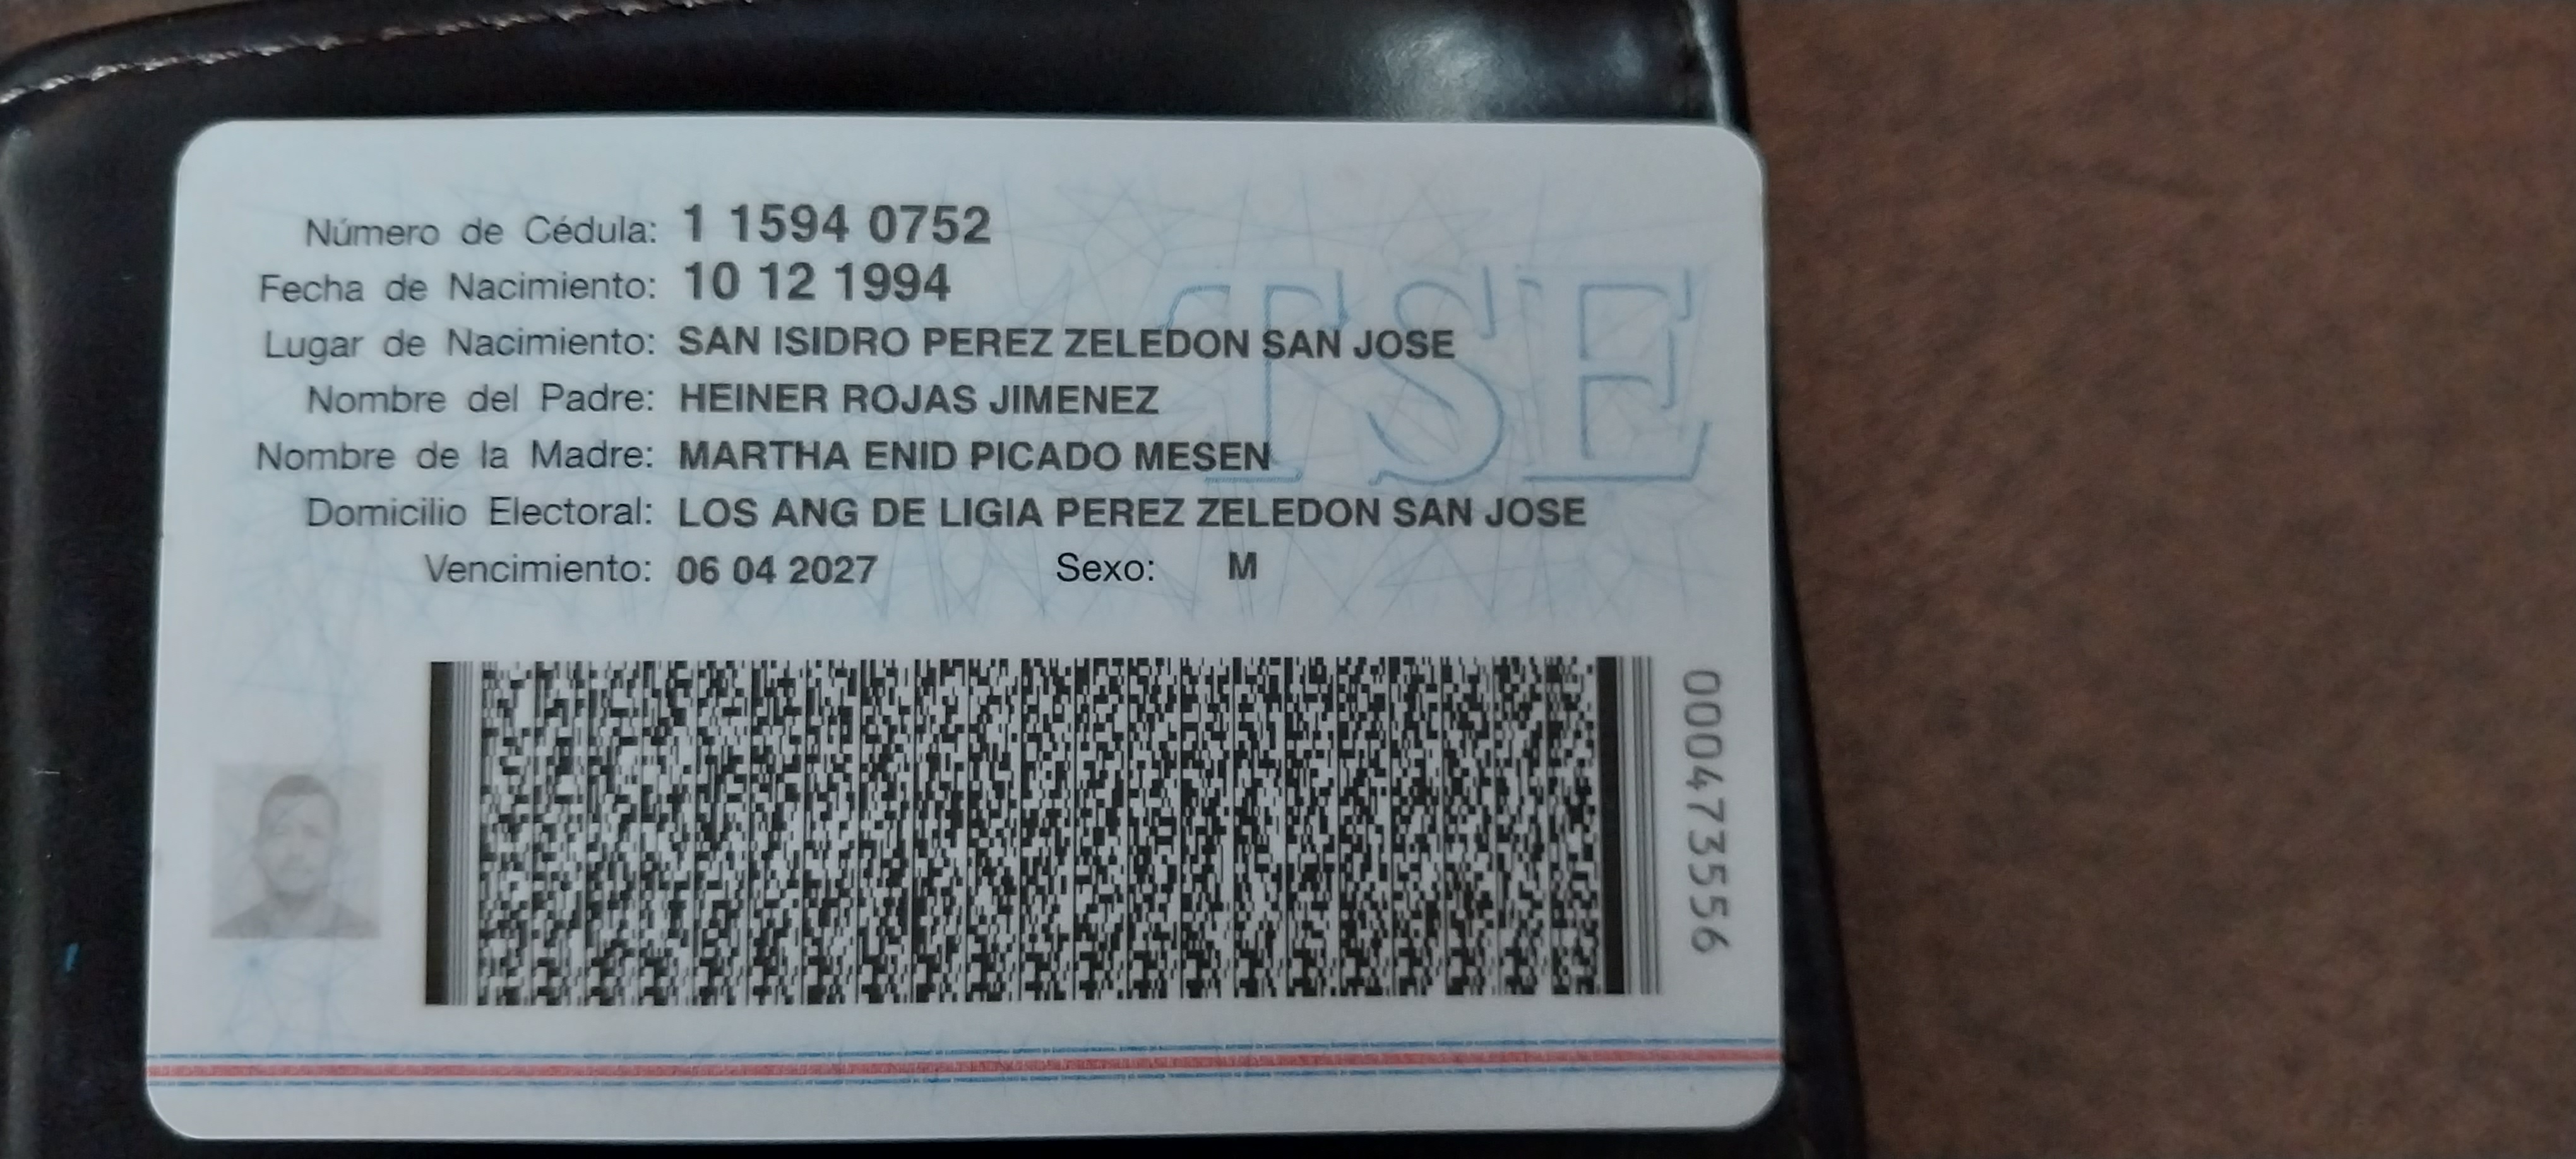 Número de Cédula: 1 1594 0752
Fecha de Nacimiento: 10 12 1994
Lugar de Nacimiento: SAN ISIDRO PEREZ ZELEDON SAN JOSE
Nombre del Padre: HEINER ROJAS JIMENEZ
Nombre de la Madre: MARTHA ENID PICADO MESEN
Domicilio Electoral: LOS ANG DE LIGIA PEREZ ZELEDON SAN JOSE
Vencimiento: 06 04 2027 Sexo: M
TSE
0004735556